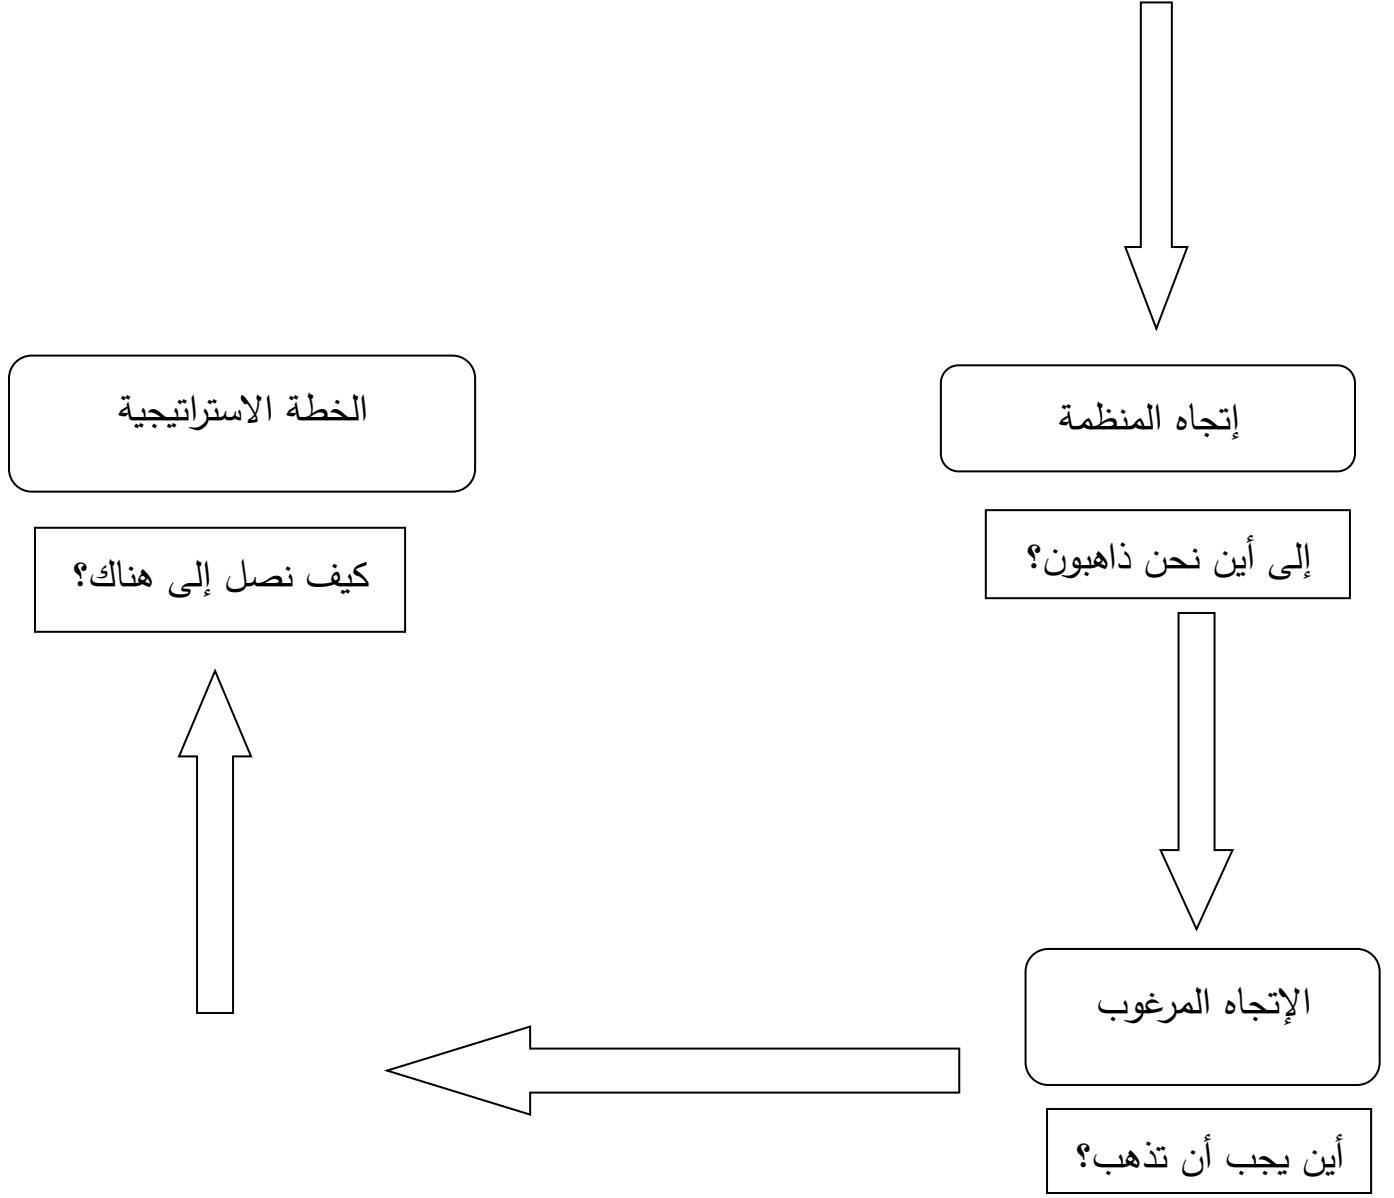 إتجاه المنظمة
إلى أين نحن ذاهبون؟
الإتجاه المرغوب
أين يجب أن تذهب؟
الخطة الاستراتيجية
كيف نصل إلى هناك؟